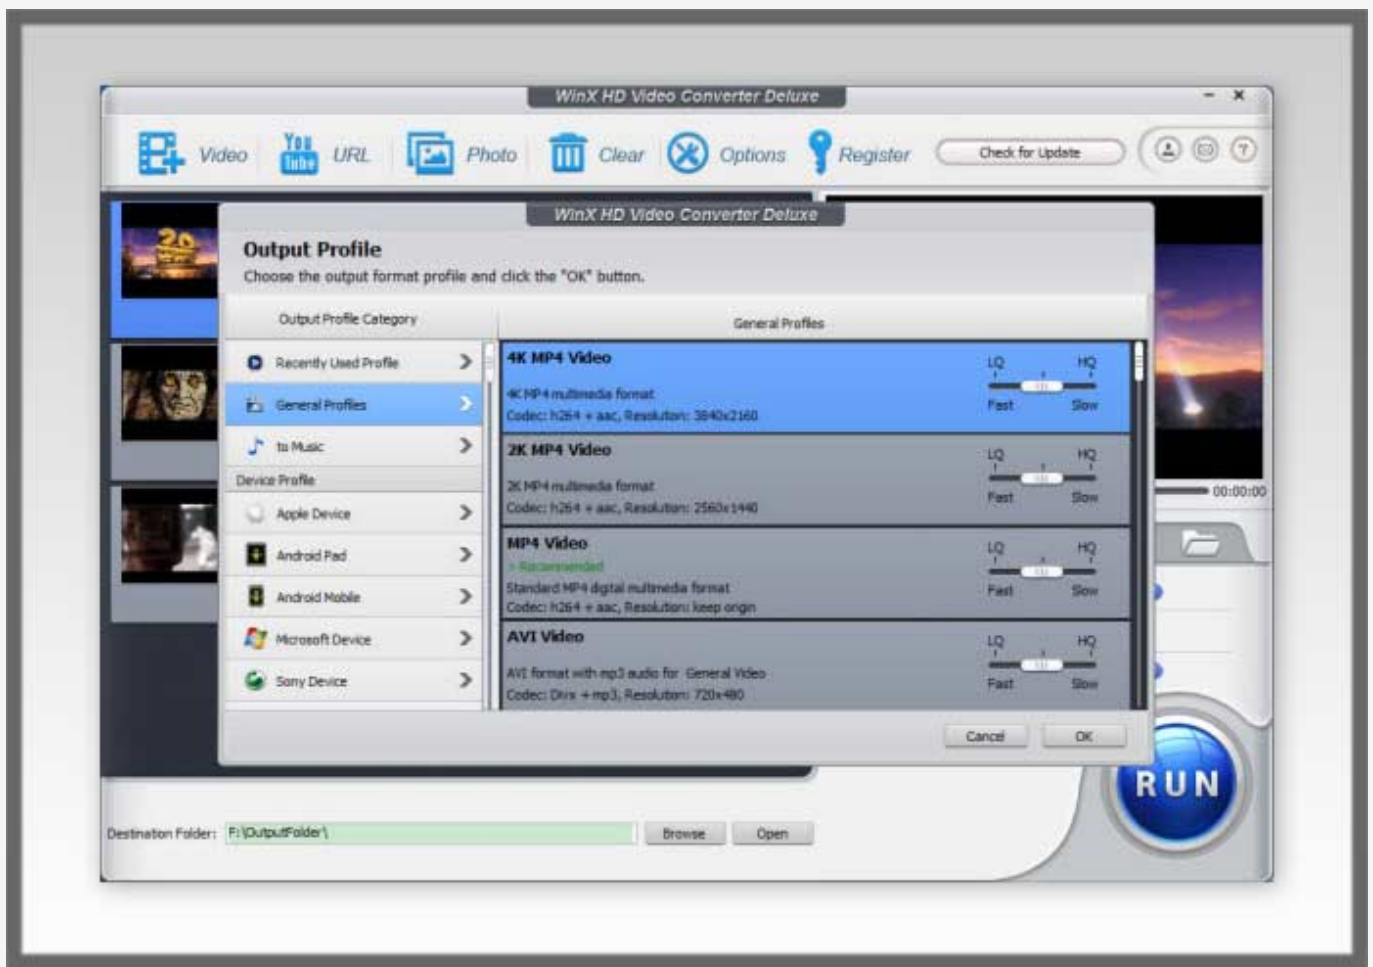 WinX HD Video Converter Deluxe
Video
You Tube URL
Photo
Clear
Options
Register
Check for Update
WinX HD Video Converter Deluxe
Output Profile
Choose the output format profile and click the "OK" button.
Output Profile Category
General Profiles
Recently Used Profile
General Profiles
to Music
Device Profile
Apple Device
Android Pad
Android Mobile
Microsoft Device
Sony Device
4K MP4 Video
4K MP4 multimedia format
Codec: h264 + aac, Resolution: 3840x2160
LQ HQ
Fast Slow
2K MP4 Video
2K MP4 multimedia format
Codec: h264 + aac, Resolution: 2560x1440
LQ HQ
Fast Slow
MP4 Video
> Recommended
Standard MP4 digital multimedia format
Codec: h264 + aac, Resolution: keep origin
LQ HQ
Fast Slow
AVI Video
AVI format with mp3 audio for General Video
Codec: Divx + mp3, Resolution: 720x480
LQ HQ
Fast Slow
00:00:00
Cancel
OK
RUN
Destination Folder:
F:\OutputFolder\
Browse
Open
20